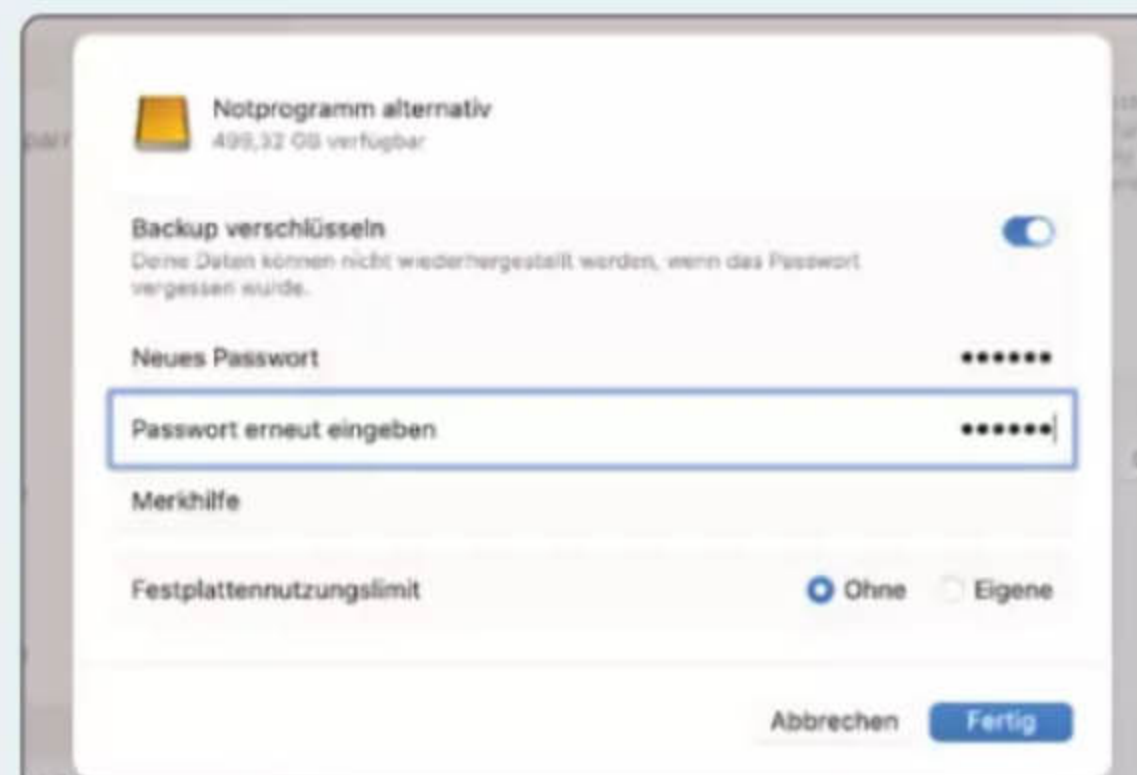 Notprogramm alternativ
499,32 GB verfügbar
Backup verschlüsseln
Deine Daten können nicht wiederhergestellt werden, wenn das Passwort
vergessen wurde.
Neues Passwort ••••••
Passwort erneut eingeben ••••••
Merkhilfe
Festplattennutzungslimit Ohne Eigene
Abbrechen Fertig